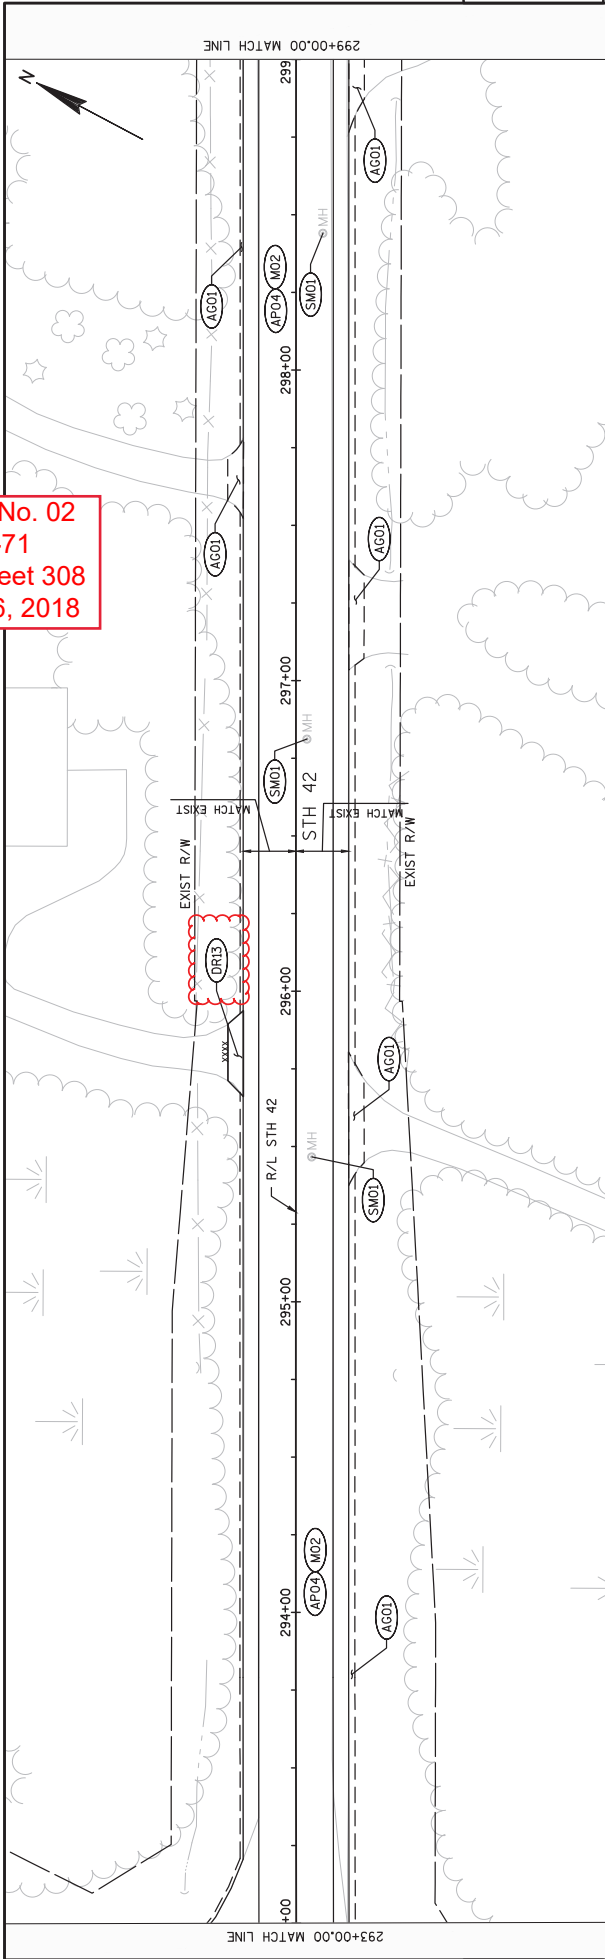 299+00.00 MATCH LINE
N
299
AG01
MH
AG01
M02
AP04
SM01
298+00
No. 02
71
eet 308
6, 2018
AG01
AG01
297+00
MH
SM01
STH 42
MATCH EXIST
MATCH EXIST
EXIST R/W
EXIST R/W
DR13
296+00
XXXX
AG01
R/L STH 42
MH
SM01
295+00
M02
AP04
294+00
AG01
+00
293+00.00 MATCH LINE